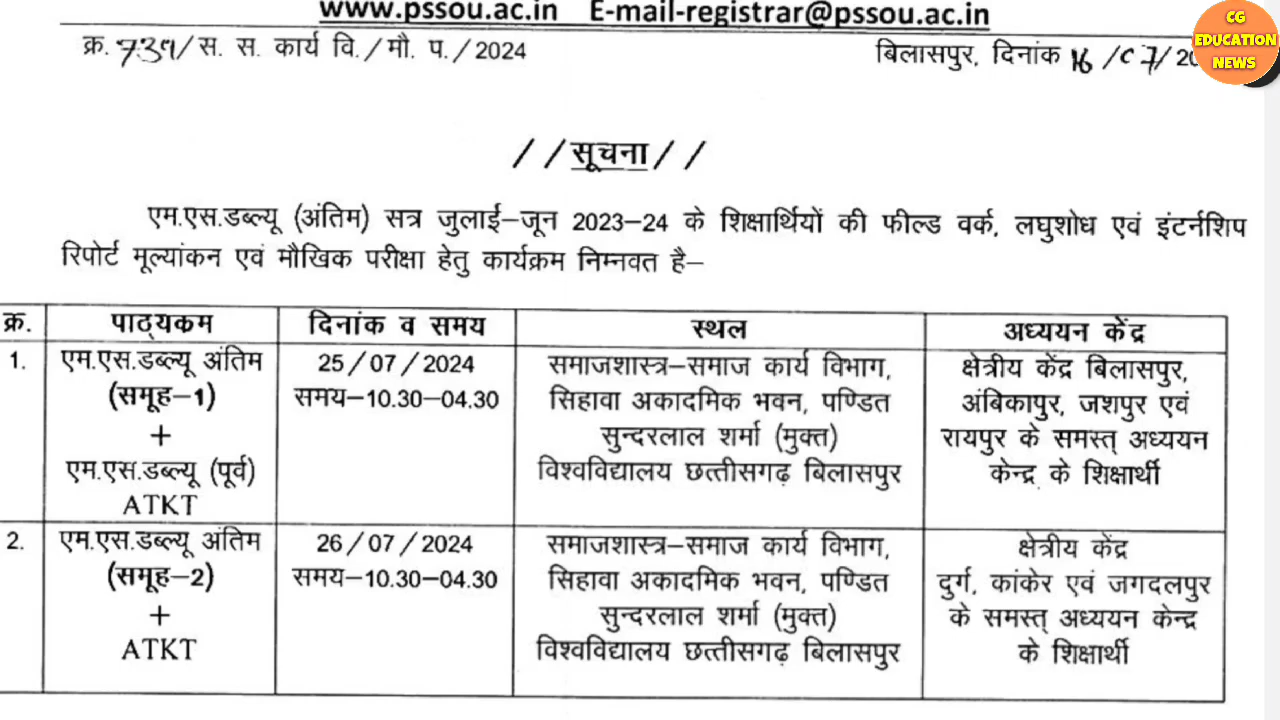 www.pssou.ac.in E-mail-registrar@pssou.ac.in
क्र. 739/स. स. कार्य वि./मौ. प./2024 बिलासपुर, दिनांक 16/07/20
CG
EDUCATION
NEWS
//सूचना//
एम.एस.डब्ल्यू (अंतिम) सत्र जुलाई–जून 2023–24 के शिक्षार्थियों की फील्ड वर्क, लघुशोध एवं इंटर्नशिप
रिपोर्ट मूल्यांकन एवं मौखिक परीक्षा हेतु कार्यक्रम निम्नवत है–
क्र. पाठ्यकम दिनांक व समय स्थल अध्ययन केंद्र
1. एम.एस.डब्ल्यू अंतिम 25/07/2024 समाजशास्त्र–समाज कार्य विभाग, क्षेत्रीय केंद्र बिलासपुर,
(समूह–1) समय–10.30–04.30 सिहावा अकादमिक भवन, पण्डित अंबिकापुर, जशपुर एवं
+ सुन्दरलाल शर्मा (मुक्त) रायपुर के समस्त् अध्ययन
एम.एस.डब्ल्यू (पूर्व) विश्वविद्यालय छत्तीसगढ़ बिलासपुर केन्द्र के शिक्षार्थी
ATKT
2. एम.एस.डब्ल्यू अंतिम 26/07/2024 समाजशास्त्र–समाज कार्य विभाग, क्षेत्रीय केंद्र
(समूह–2) समय–10.30–04.30 सिहावा अकादमिक भवन, पण्डित दुर्ग, कांकेर एवं जगदलपुर
+ सुन्दरलाल शर्मा (मुक्त) के समस्त् अध्ययन केन्द्र
ATKT विश्वविद्यालय छत्तीसगढ़ बिलासपुर के शिक्षार्थी